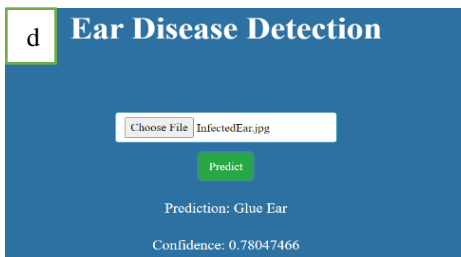 d
Ear Disease Detection
Choose File InfectedEar.jpg
Predict
Prediction: Glue Ear
Confidence: 0.78047466